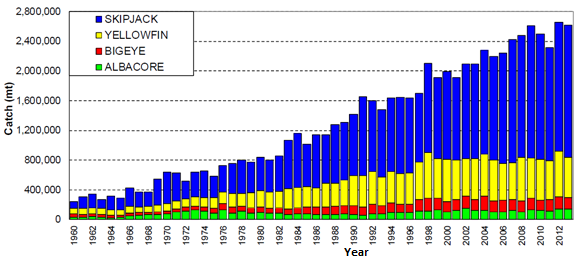 2,800,000
2,400,000
2,000,000
1,600,000
1,200,000
800,000
400,000
0
Catch (mt)
SKIPJACK
YELLOWFIN
BIGEYE
ALBACORE
1960 1962 1964 1966 1968 1970 1972 1974 1976 1978 1980 1982 1984 1986 1988 1990 1992 1994 1996 1998 2000 2002 2004 2006 2008 2010 2012
Year